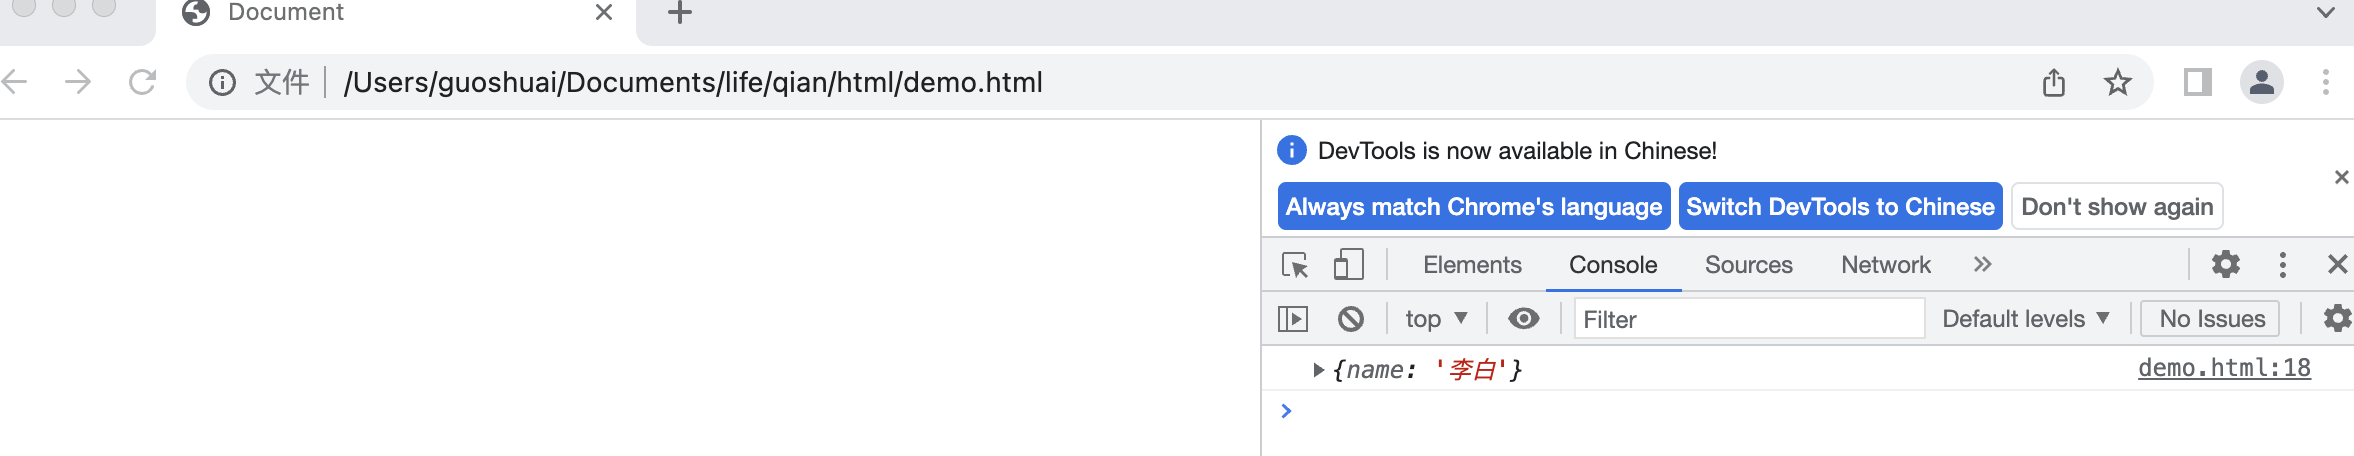 Document
文件 /Users/guoshuai/Documents/life/qian/html/demo.html
DevTools is now available in Chinese!
Always match Chrome's language Switch DevTools to Chinese Don't show again
Elements Console Sources Network
top Filter Default levels No Issues
{name: '李白'} demo.html:18